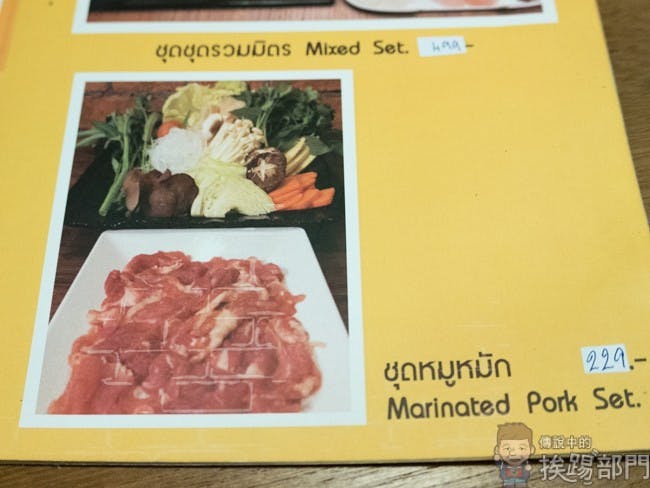 ชุดชุดรวมมิตร Mixed Set. 499.-
ชุดหมูหมัก 229.-
Marinated Pork Set.
傳說中的
挨踢部門